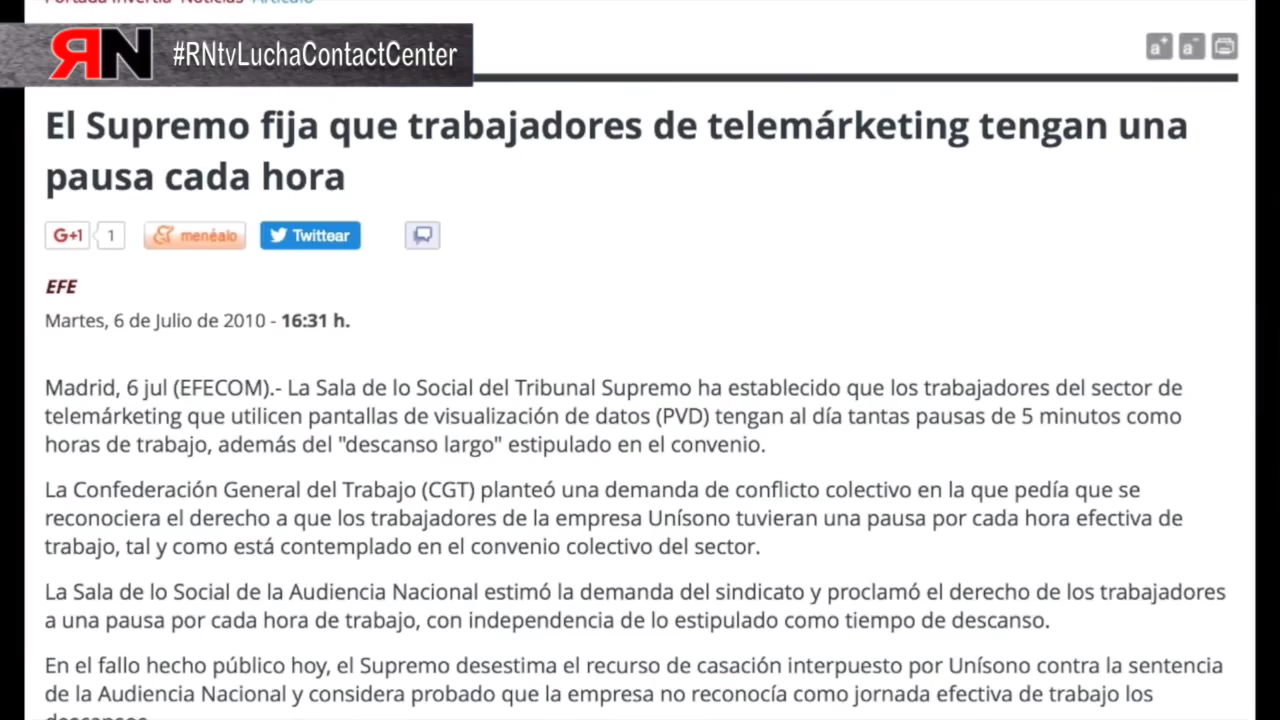 Portada Invertia Noticias Artículo
RN #RNtvLuchaContactCenter
a+ a-
El Supremo fija que trabajadores de telemárketing tengan una
pausa cada hora
G+1 1 menéalo Twittear
EFE
Martes, 6 de Julio de 2010 - 16:31 h.
Madrid, 6 jul (EFECOM).- La Sala de lo Social del Tribunal Supremo ha establecido que los trabajadores del sector de
telemárketing que utilicen pantallas de visualización de datos (PVD) tengan al día tantas pausas de 5 minutos como
horas de trabajo, además del "descanso largo" estipulado en el convenio.
La Confederación General del Trabajo (CGT) planteó una demanda de conflicto colectivo en la que pedía que se
reconociera el derecho a que los trabajadores de la empresa Unísono tuvieran una pausa por cada hora efectiva de
trabajo, tal y como está contemplado en el convenio colectivo del sector.
La Sala de lo Social de la Audiencia Nacional estimó la demanda del sindicato y proclamó el derecho de los trabajadores
a una pausa por cada hora de trabajo, con independencia de lo estipulado como tiempo de descanso.
En el fallo hecho público hoy, el Supremo desestima el recurso de casación interpuesto por Unísono contra la sentencia
de la Audiencia Nacional y considera probado que la empresa no reconocía como jornada efectiva de trabajo los
descansos